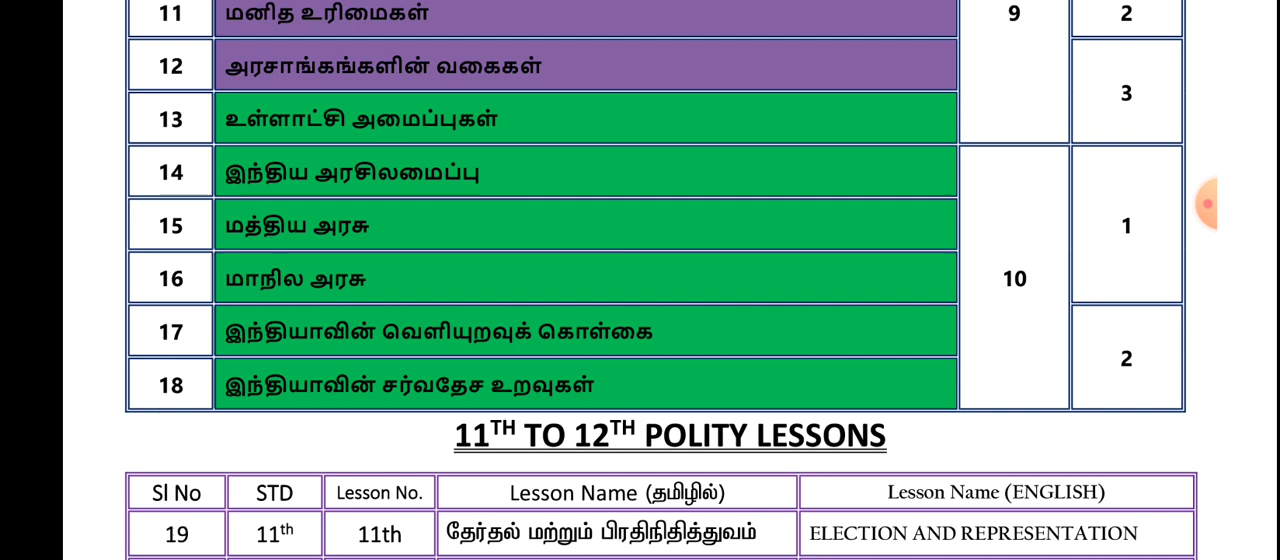 11 மனித உரிமைகள் 9 2
12 அரசாங்கங்களின் வகைகள் 3
13 உள்ளாட்சி அமைப்புகள்
14 இந்திய அரசிலமைப்பு
15 மத்திய அரசு 1
16 மாநில அரசு 10
17 இந்தியாவின் வெளியுறவுக் கொள்கை
18 இந்தியாவின் சர்வதேச உறவுகள் 2
11TH TO 12TH POLITY LESSONS
Sl No STD Lesson No. Lesson Name (தமிழில்) Lesson Name (ENGLISH)
19 11th 11th தேர்தல் மற்றும் பிரதிநிதித்துவம் ELECTION AND REPRESENTATION